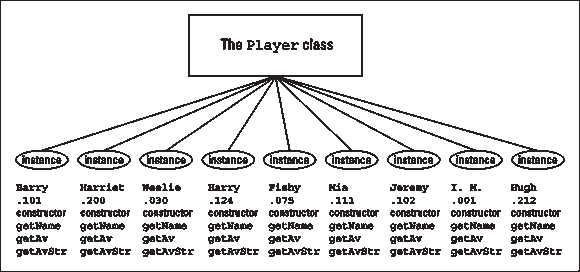 The Player class
instance instance instance instance instance instance instance instance instance
Barry Harriet Weelie Harry Fishy Mia Jeremy I. M. Hugh
.101 .200 .030 .124 .075 .111 .102 .001 .212
constructor constructor constructor constructor constructor constructor constructor constructor constructor
getName getName getName getName getName getName getName getName getName
getAv getAv getAv getAv getAv getAv getAv getAv getAv
getAvStr getAvStr getAvStr getAvStr getAvStr getAvStr getAvStr getAvStr getAvStr